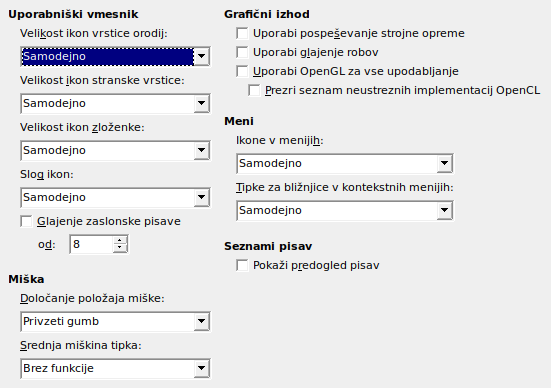 Uporabniški vmesnik
Velikost ikon vrstice orodij:
Samodejno
Velikost ikon stranske vrstice:
Samodejno
Velikost ikon zloženke:
Samodejno
Slog ikon:
Samodejno
Glajenje zaslonske pisave
od: 8
Miška
Določanje položaja miške:
Privzeti gumb
Srednja miškina tipka:
Brez funkcije
Grafični izhod
Uporabi pospeševanje strojne opreme
Uporabi glajenje robov
Uporabi OpenGL za vse upodabljanje
Prezri seznam neustreznih implementacij OpenCL
Meni
Ikone v menijih:
Samodejno
Tipke za bližnjice v kontekstnih menijih:
Samodejno
Seznami pisav
Pokaži predogled pisav